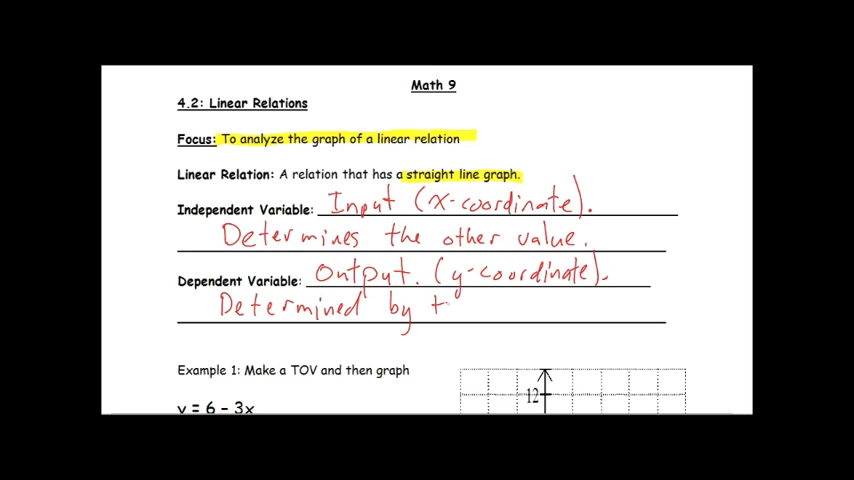 Math 9
4.2: Linear Relations
Focus: To analyze the graph of a linear relation
Linear Relation: A relation that has a straight line graph.
Independent Variable: Input (x-coordinate).
Determines the other value.
Dependent Variable: Output. (y-coordinate).
Determined by t
Example 1: Make a TOV and then graph
12
y = 6 - 3x